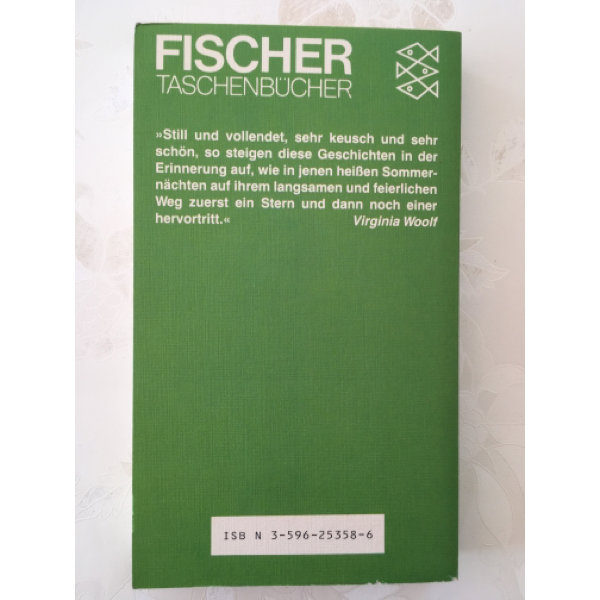 FISCHER
TASCHENBÜCHER
»Still und vollendet, sehr keusch und sehr
schön, so steigen diese Geschichten in der
Erinnerung auf, wie in jenen heißen Sommer-
nächten auf ihrem langsamen und feierlichen
Weg zuerst ein Stern und dann noch einer
hervortritt.« Virginia Woolf
ISB N 3-596-25358-6